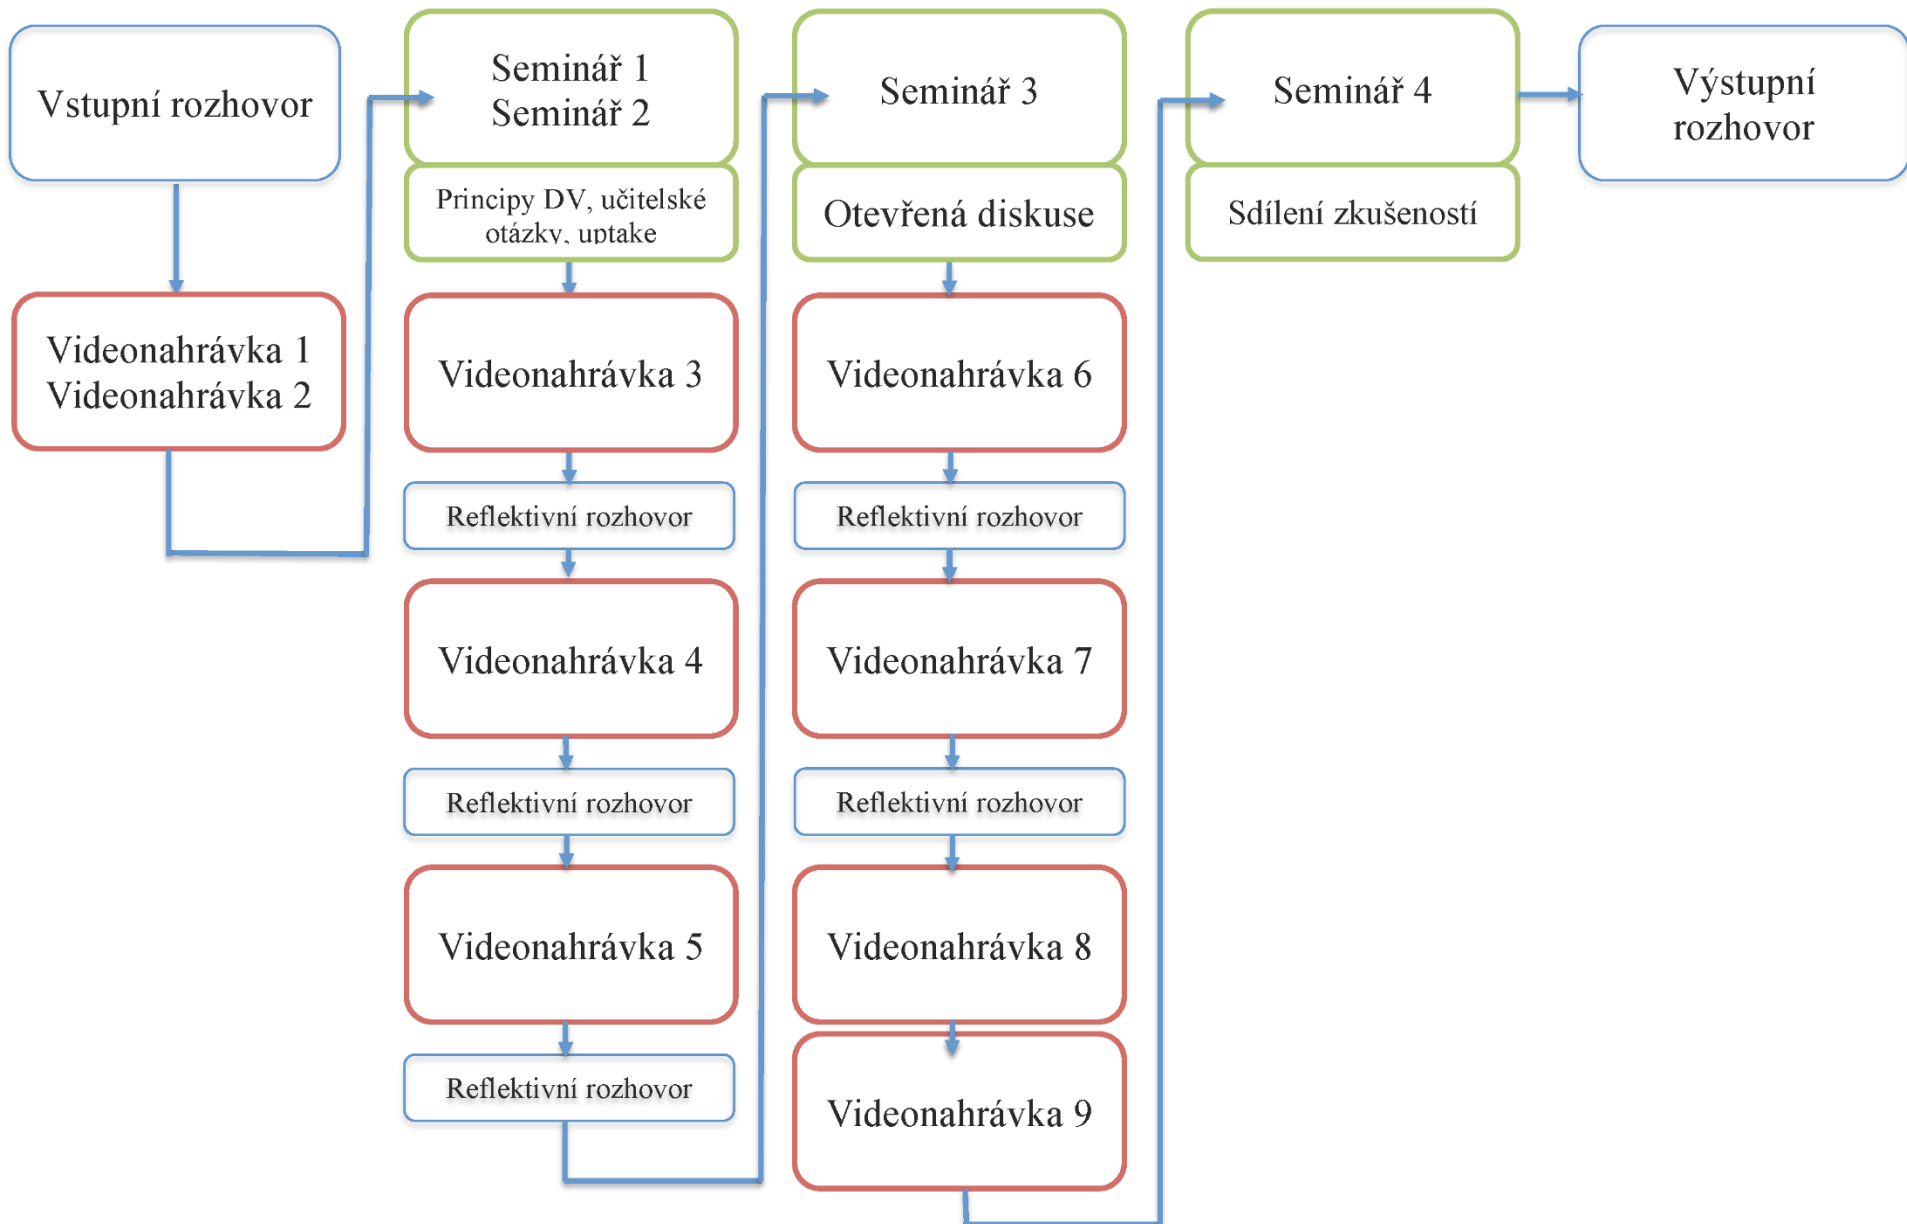 Vstupní rozhovor
Videonahrávka 1
Videonahrávka 2
Seminář 1
Seminář 2
Principy DV, učitelské
otázky, uptake
Videonahrávka 3
Reflektivní rozhovor
Videonahrávka 4
Reflektivní rozhovor
Videonahrávka 5
Reflektivní rozhovor
Seminář 3
Otevřená diskuse
Videonahrávka 6
Reflektivní rozhovor
Videonahrávka 7
Reflektivní rozhovor
Videonahrávka 8
Videonahrávka 9
Seminář 4
Sdílení zkušeností
Výstupní
rozhovor